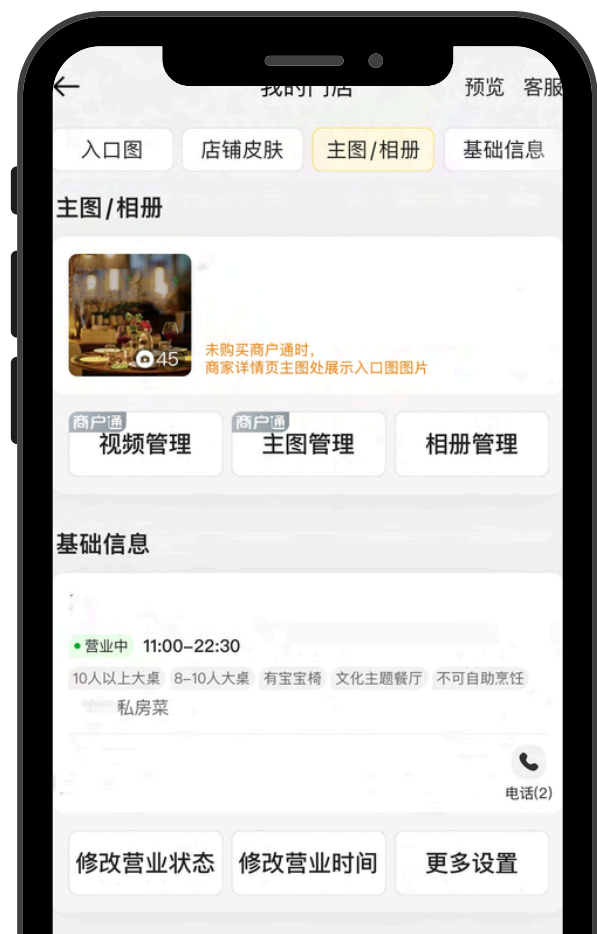 我的门店
预览 客服
入口图 店铺皮肤 主图/相册 基础信息
主图/相册
45
未购买商户通时，
商家详情页主图处展示入口图图片
商户通 商户通
视频管理 主图管理 相册管理
基础信息
营业中 11:00-22:30
10人以上大桌 8-10人大桌 有宝宝椅 文化主题餐厅 不可自助烹饪
私房菜
电话(2)
修改营业状态 修改营业时间 更多设置